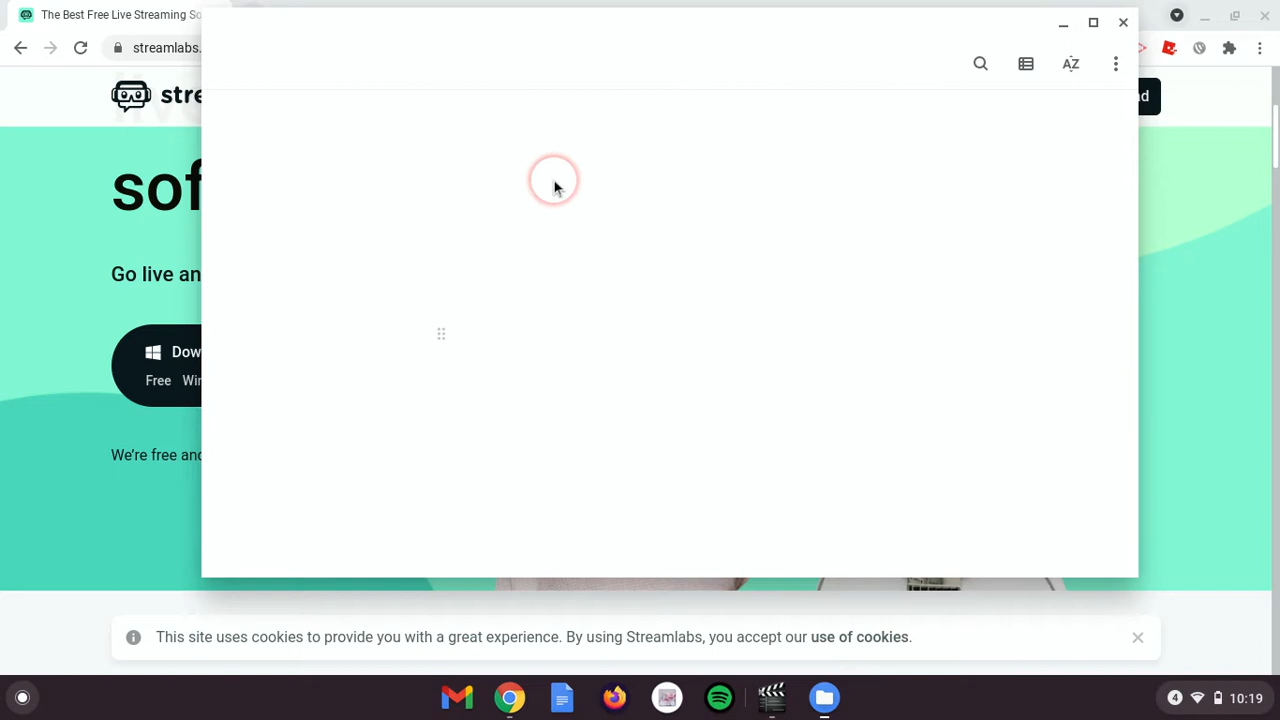 The Best Free Live Streaming So
streamlabs.
stre
ad
sof
Go live an
Dow
Free Wir
We're free and
This site uses cookies to provide you with a great experience. By using Streamlabs, you accept our use of cookies.
AZ
4 10:19